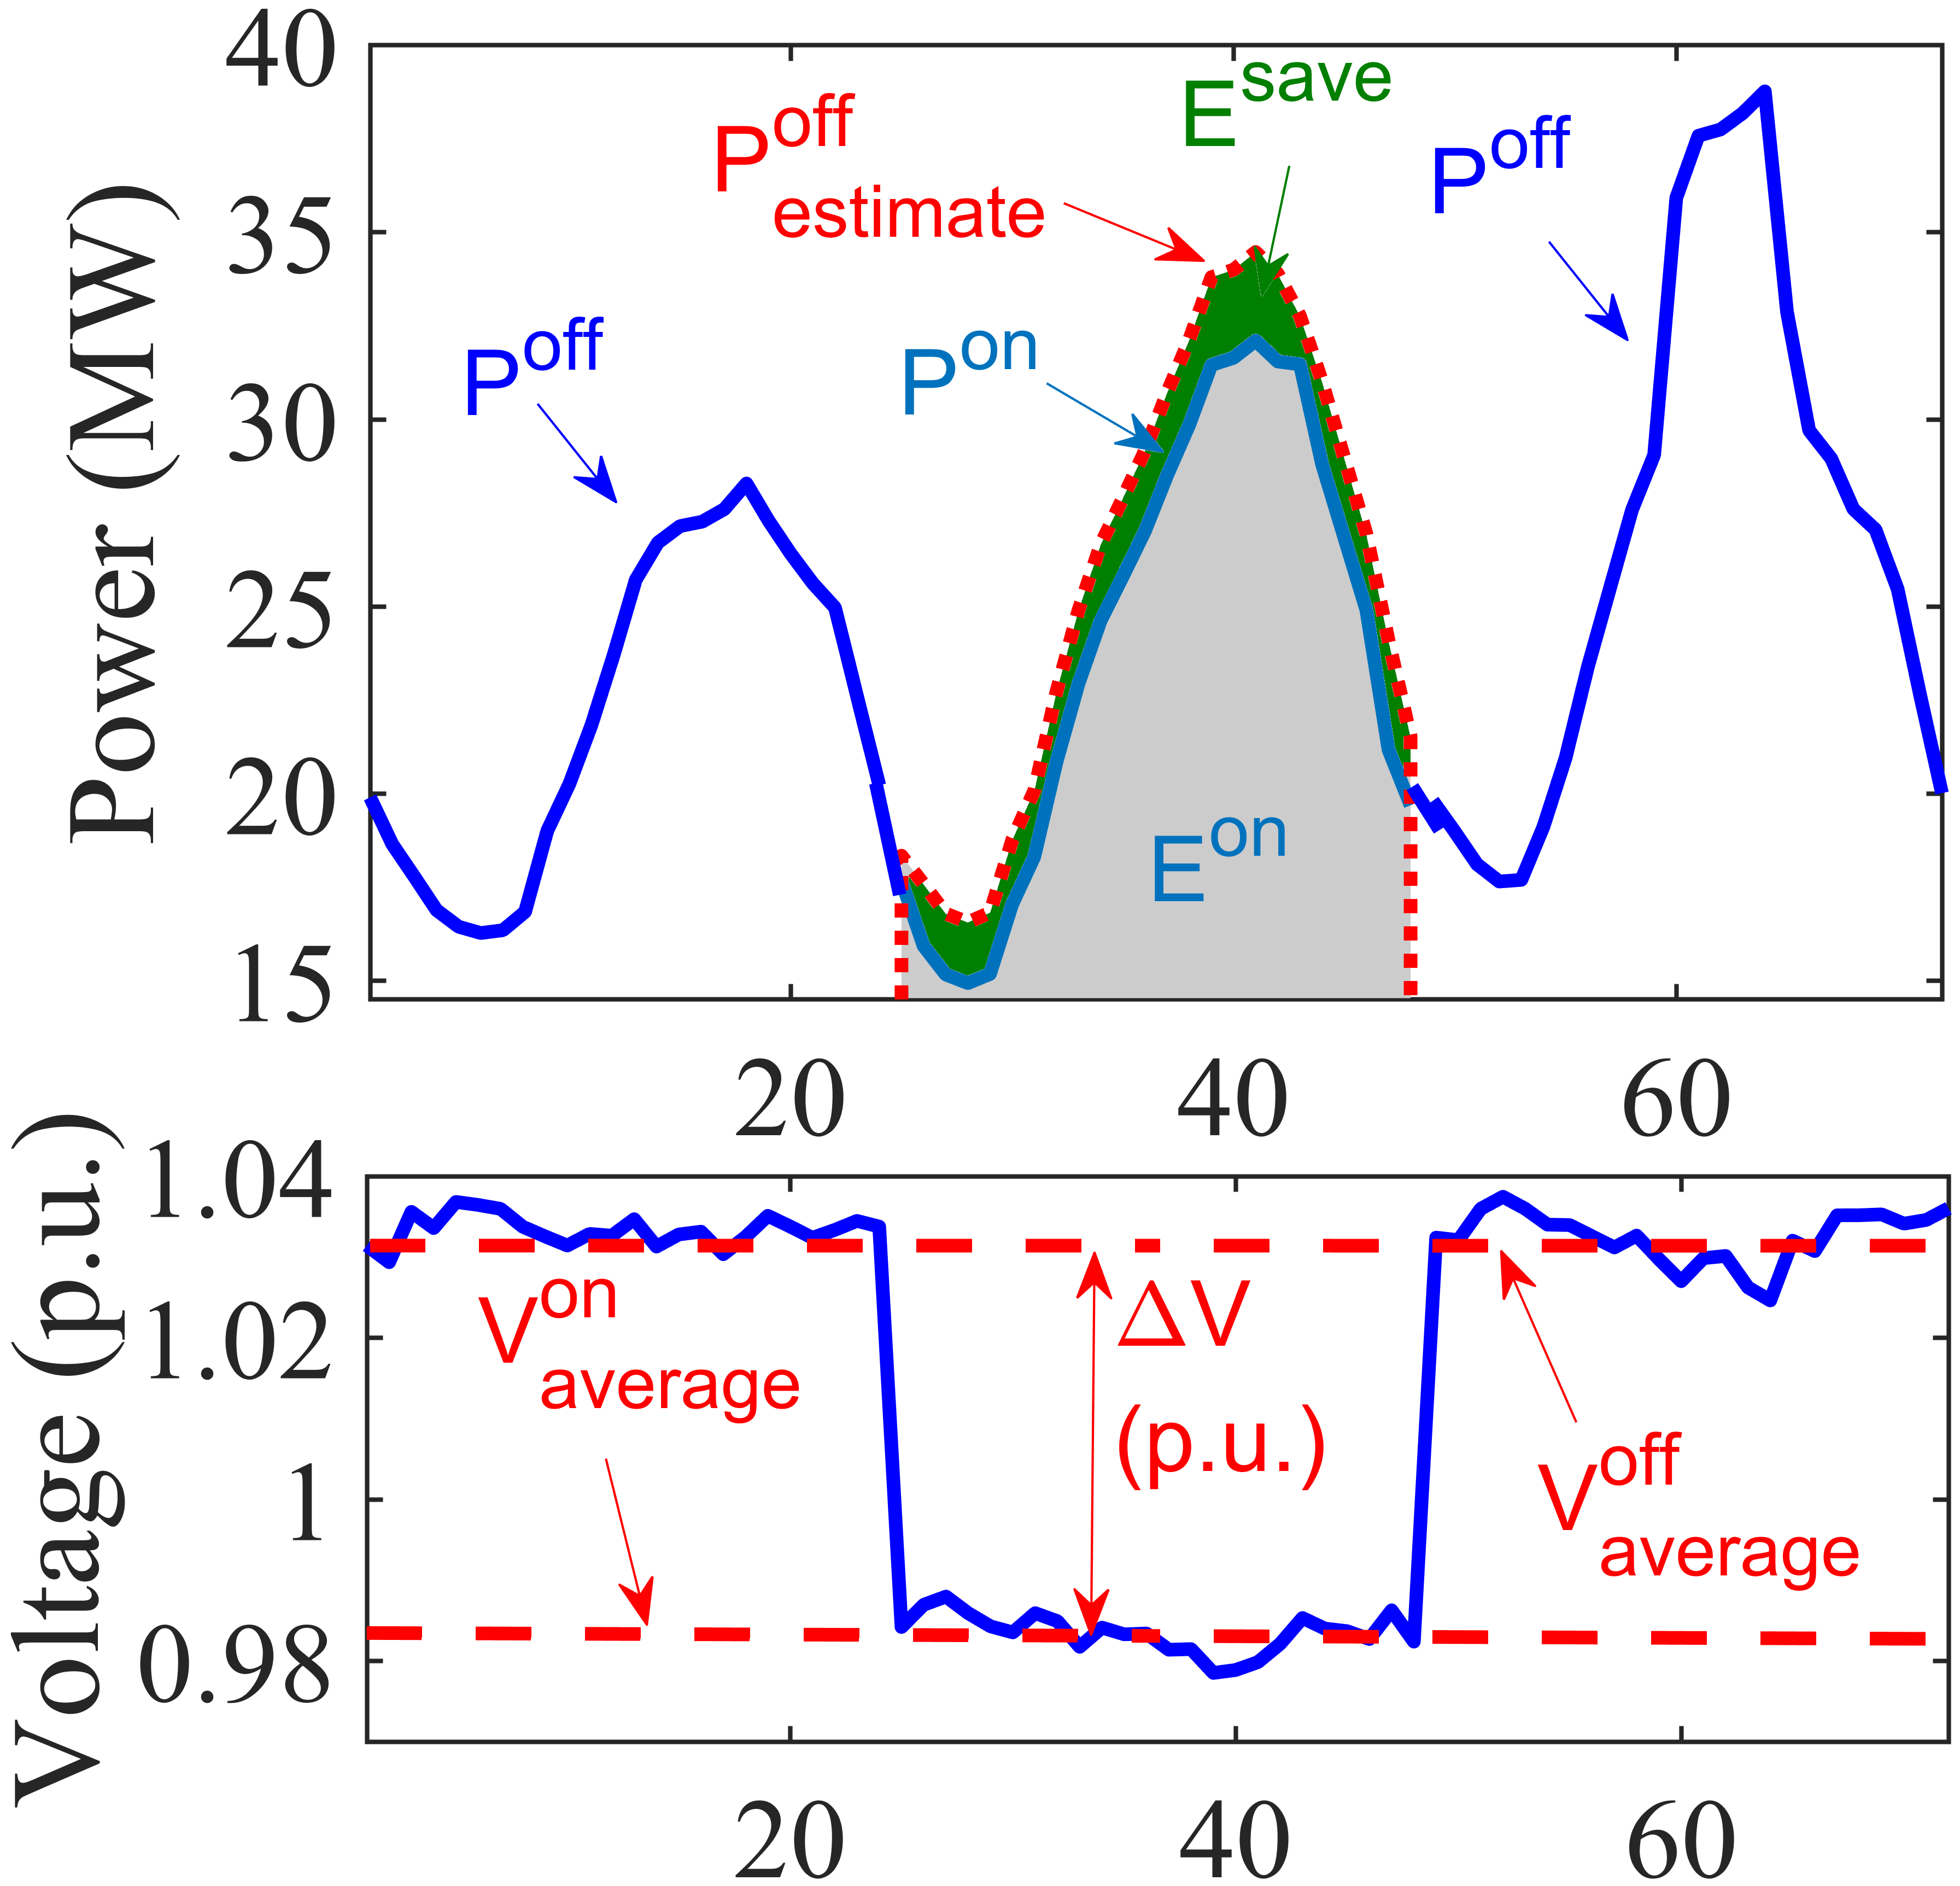 Power (MW)
40
35
30
25
20
15
P^off
P^off_estimate
E^save
P^off
P^on
E^on
20 40 60
Voltage (p.u.)
1.04
1.02
1
0.98
V^on_average
ΔV
(p.u.)
V^off_average
20 40 60